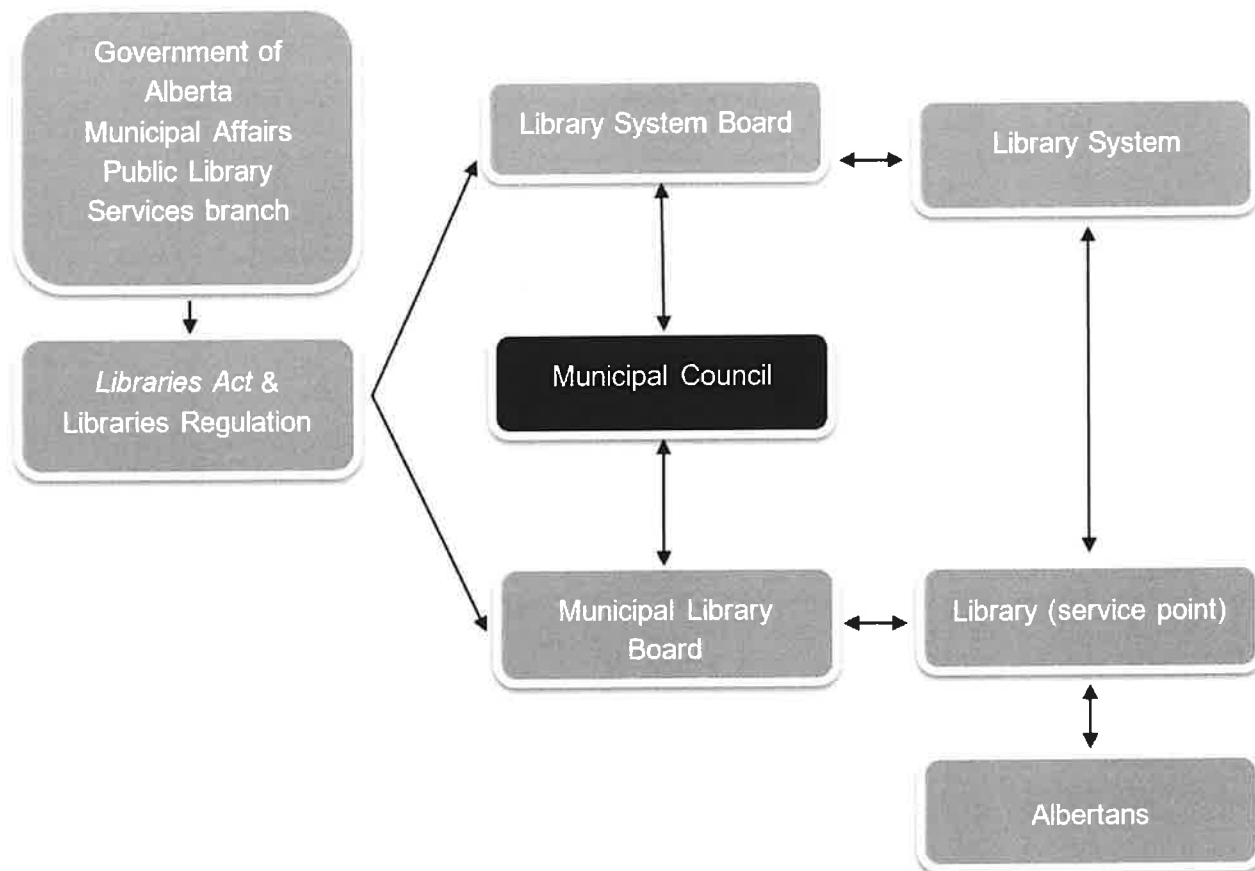 Government of
Alberta
Municipal Affairs
Public Library
Services branch
Libraries Act &
Libraries Regulation
Library System Board
Library System
Municipal Council
Municipal Library
Board
Library (service point)
Albertans